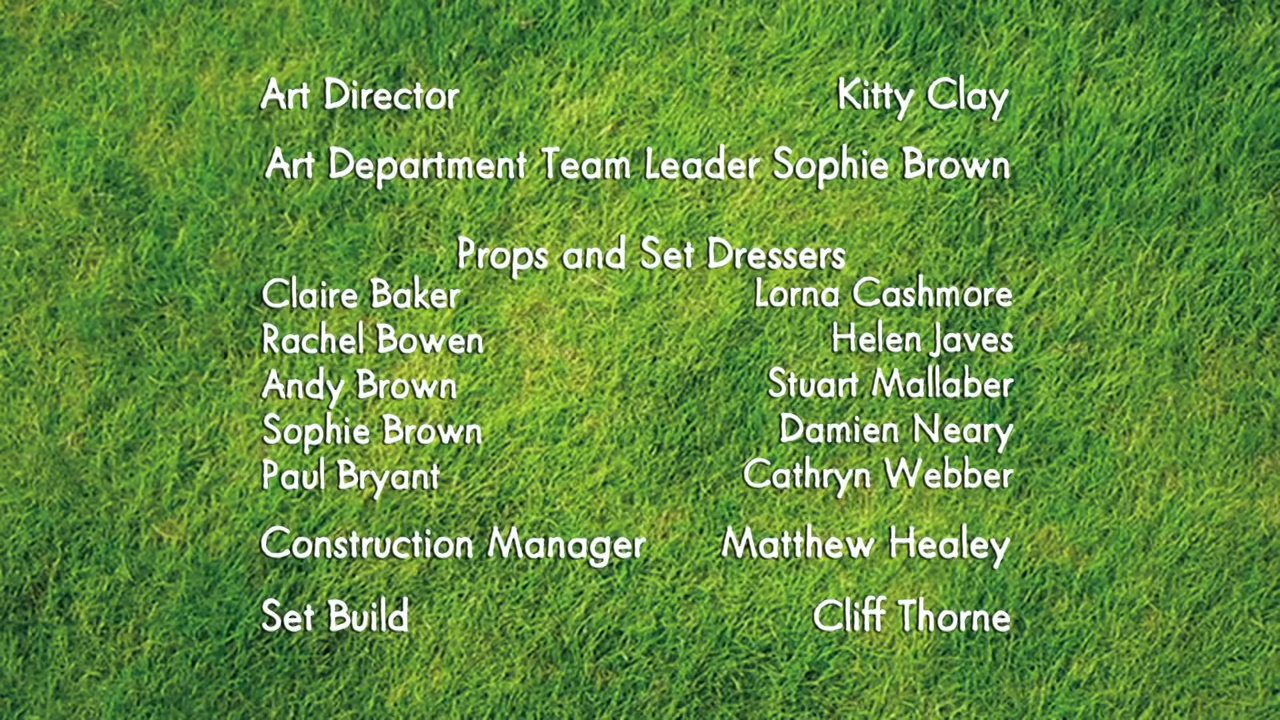 Art Director Kitty Clay
Art Department Team Leader Sophie Brown
Props and Set Dressers
Claire Baker Lorna Cashmore
Rachel Bowen Helen Javes
Andy Brown Stuart Mallaber
Sophie Brown Damien Neary
Paul Bryant Cathryn Webber
Construction Manager Matthew Healey
Set Build Cliff Thorne